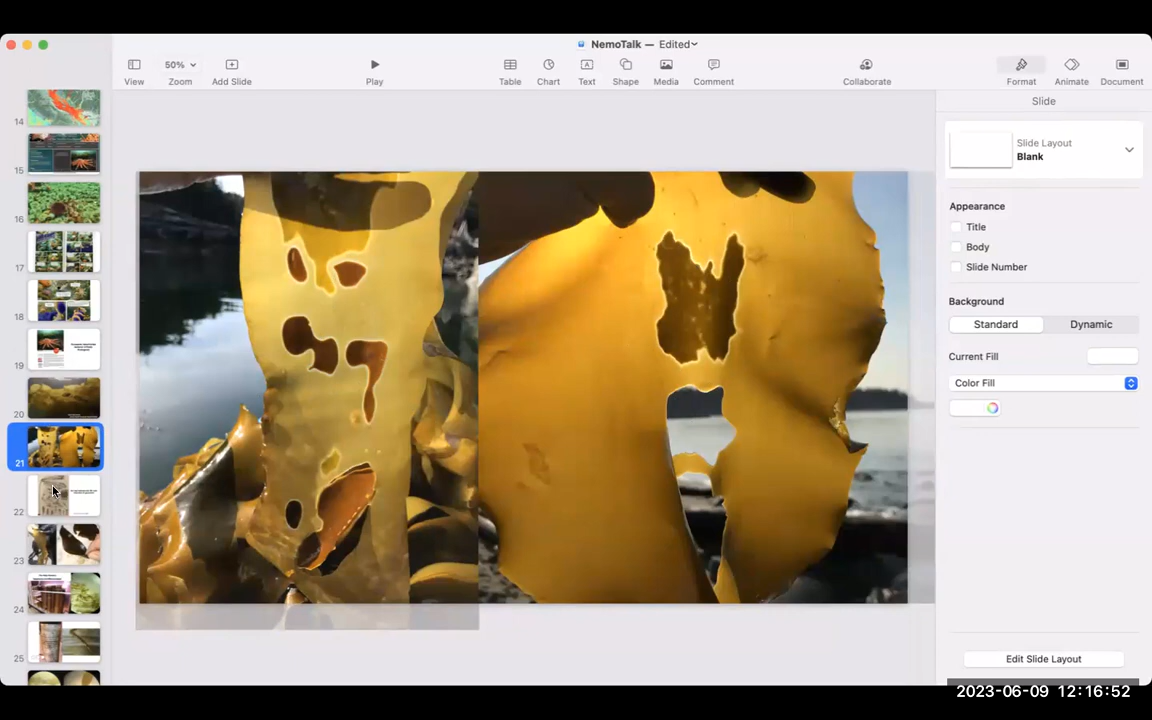 NemoTalk — Edited
50%
View
Zoom
Add Slide
Play
Table
Chart
Text
Shape
Media
Comment
Collaborate
Format
Animate
Document
14
15
16
17
18
19
20
21
22
23
24
25
Slide
Slide Layout
Blank
Appearance
Title
Body
Slide Number
Background
Standard
Dynamic
Current Fill
Color Fill
Edit Slide Layout
2023-06-09 12:16:52